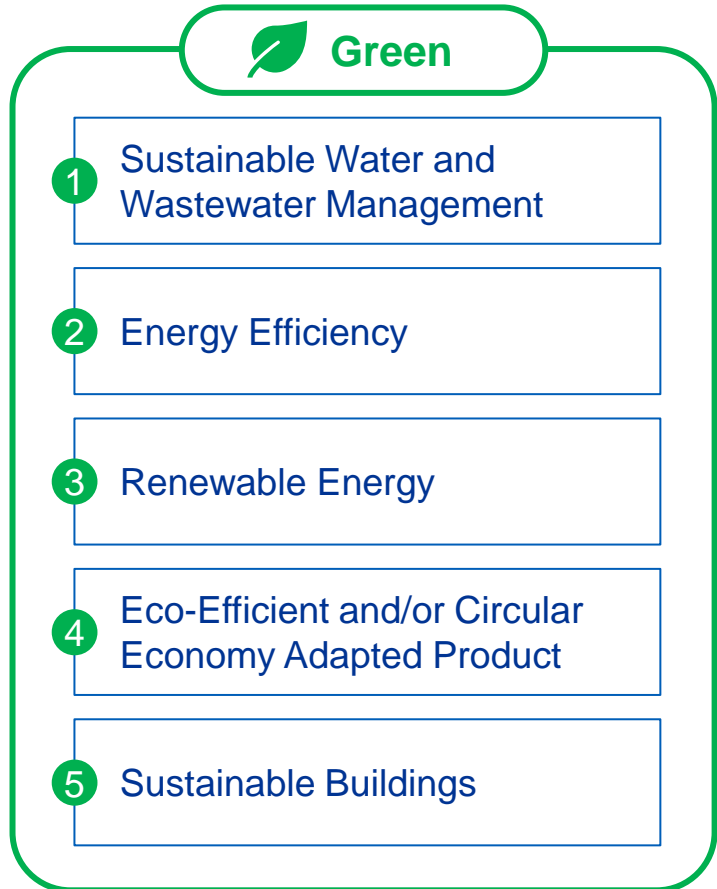 Green
1
Sustainable Water and
Wastewater Management
2
Energy Efficiency
3
Renewable Energy
4
Eco-Efficient and/or Circular
Economy Adapted Product
5
Sustainable Buildings